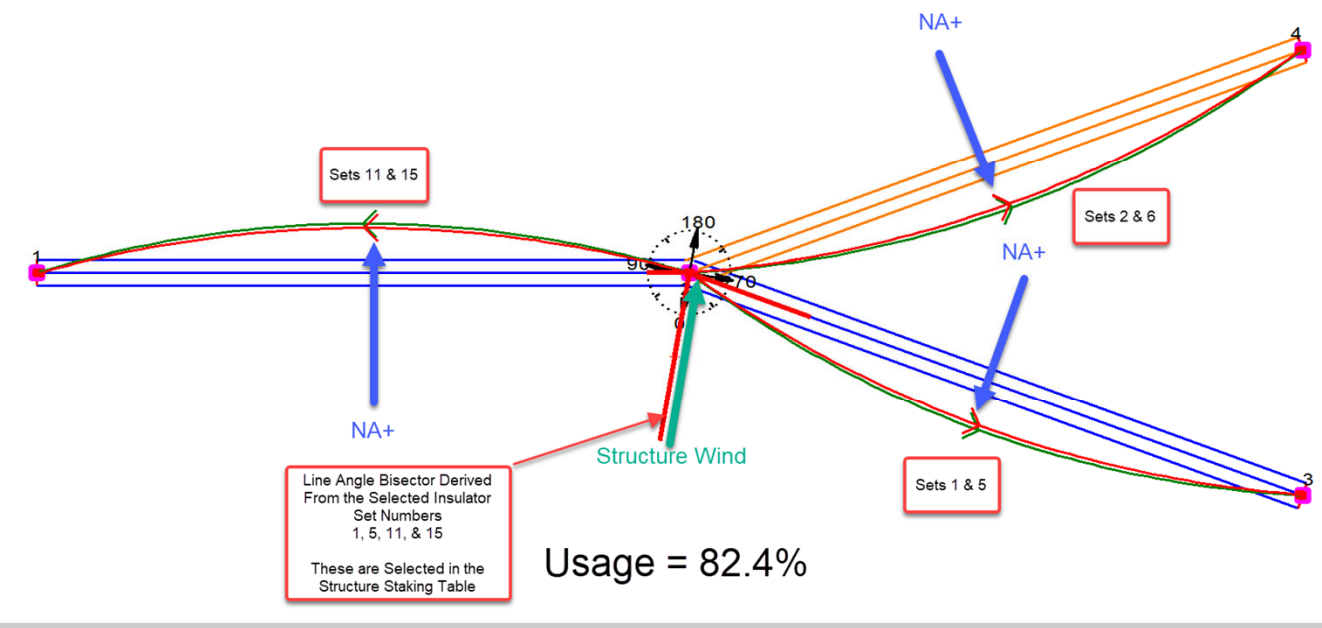 NA+
4
Sets 11 & 15
Sets 2 & 6
180
NA+
1
90
70
0
NA+
Structure Wind
Line Angle Bisector Derived
From the Selected Insulator
Set Numbers
1, 5, 11, & 15
These are Selected in the
Structure Staking Table
Sets 1 & 5
3
Usage = 82.4%